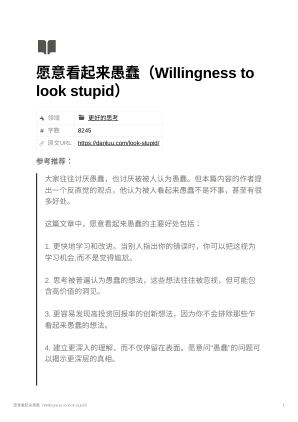 愿意看起来愚蠢（Willingness to
look stupid）
领域 更好的思考
# 字数 8245
原文URL https://danluu.com/look-stupid/
参考推荐：
大家往往讨厌愚蠢，也讨厌被被人认为愚蠢。但本篇内容的作者提
出一个反直觉的观点，他认为被人看起来愚蠢不是坏事，甚至有很
多好处。
这篇文章中，愿意看起来愚蠢的主要好处包括：
1. 更快地学习和改进。当别人指出你的错误时，你可以把这视为
学习机会,而不是觉得尴尬。
2. 思考被普遍认为愚蠢的想法，这些想法往往被忽视，但可能包
含高价值的洞见。
3. 更容易发现高投资回报率的创新想法，因为你不会排除那些乍
看起来愚蠢的想法。
4. 建立更深入的理解，而不仅停留在表面。愿意问“愚蠢”的问题可
以揭示更深层的真相。
愿意看起来愚蠢（Willingness to look stupid） 1